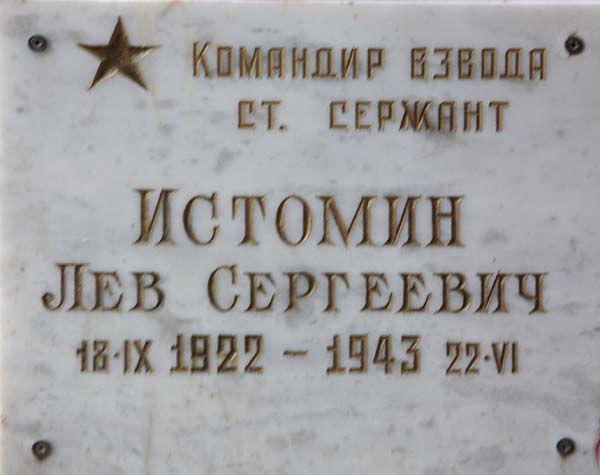 Командир взвода
ст. сержант
Истомин
Лев Сергеевич
18·IX 1922 – 1943 22·VI